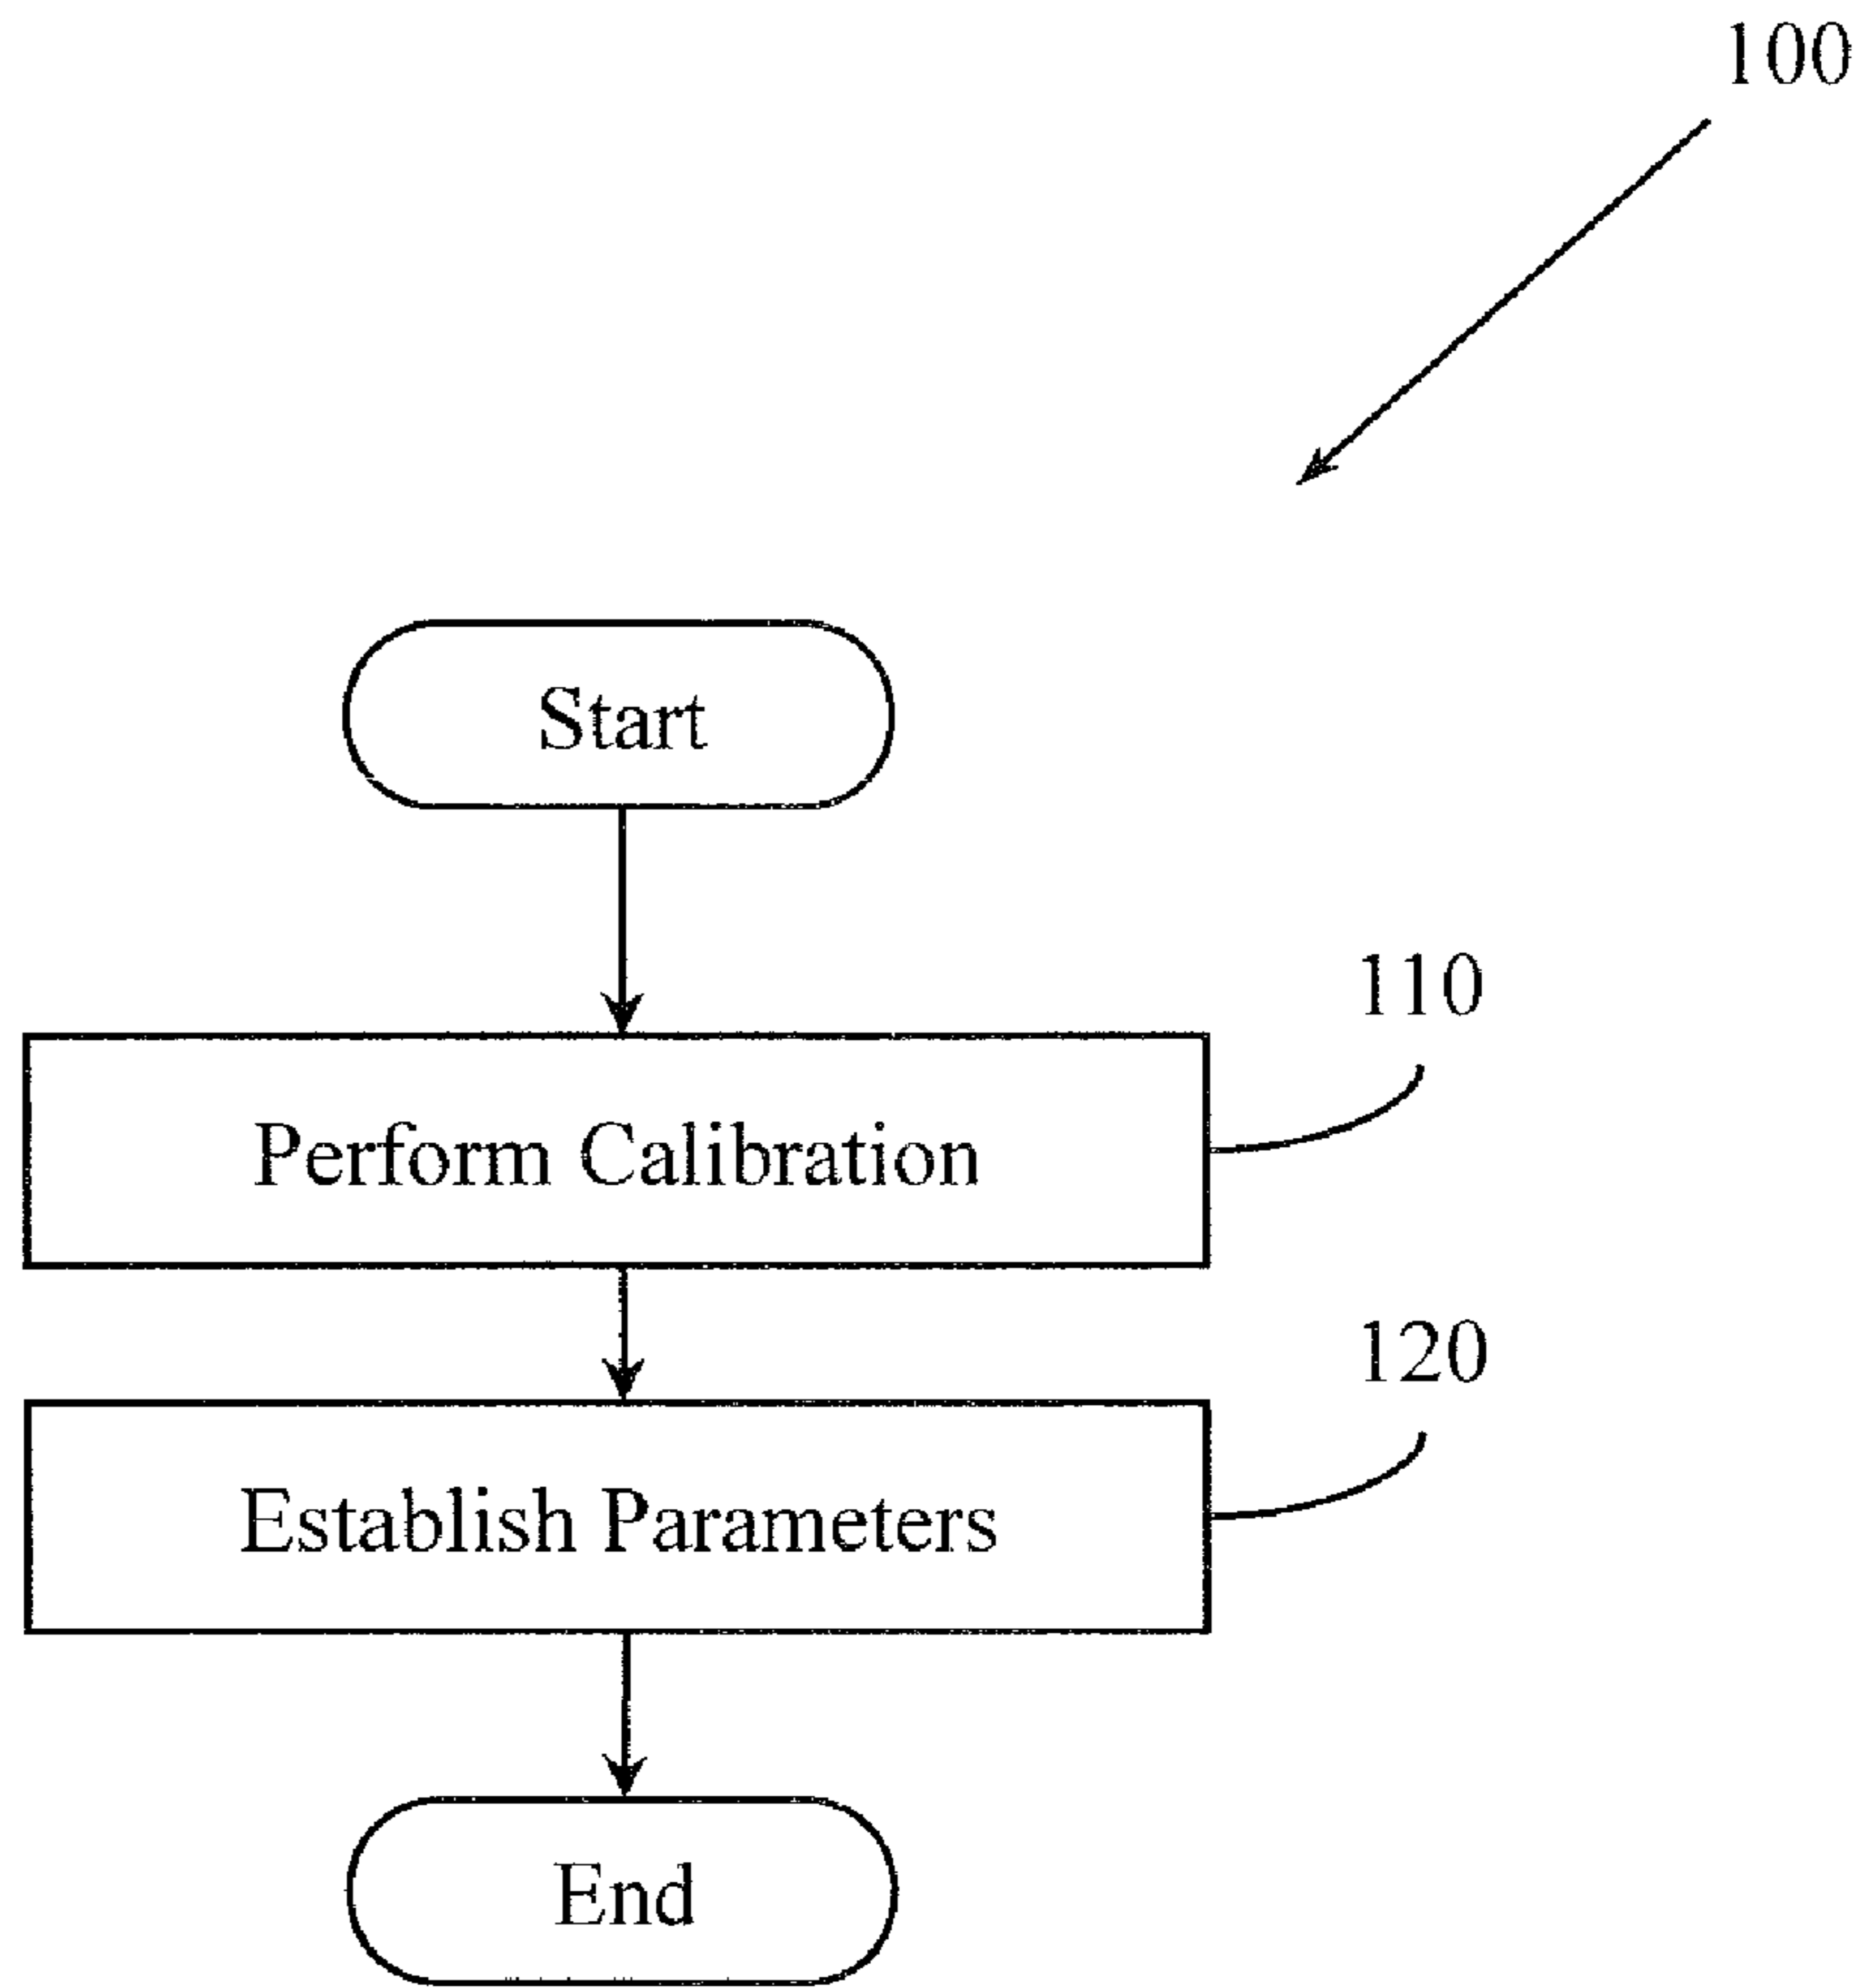 100
Start
110
Perform Calibration
120
Establish Parameters
End